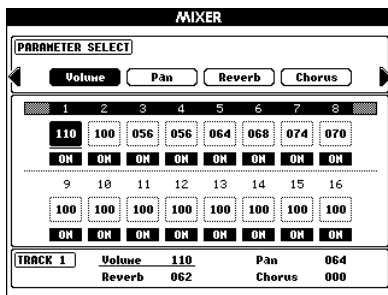 MIXER
PARAMETER SELECT
Volume Pan Reverb Chorus
1 2 3 4 5 6 7 8
110 100 056 056 064 068 074 070
ON ON ON ON ON ON ON ON
9 10 11 12 13 14 15 16
100 100 100 100 100 100 100 100
ON ON ON ON ON ON ON ON
TRACK 1 Volume 110 Pan 064
Reverb 062 Chorus 000